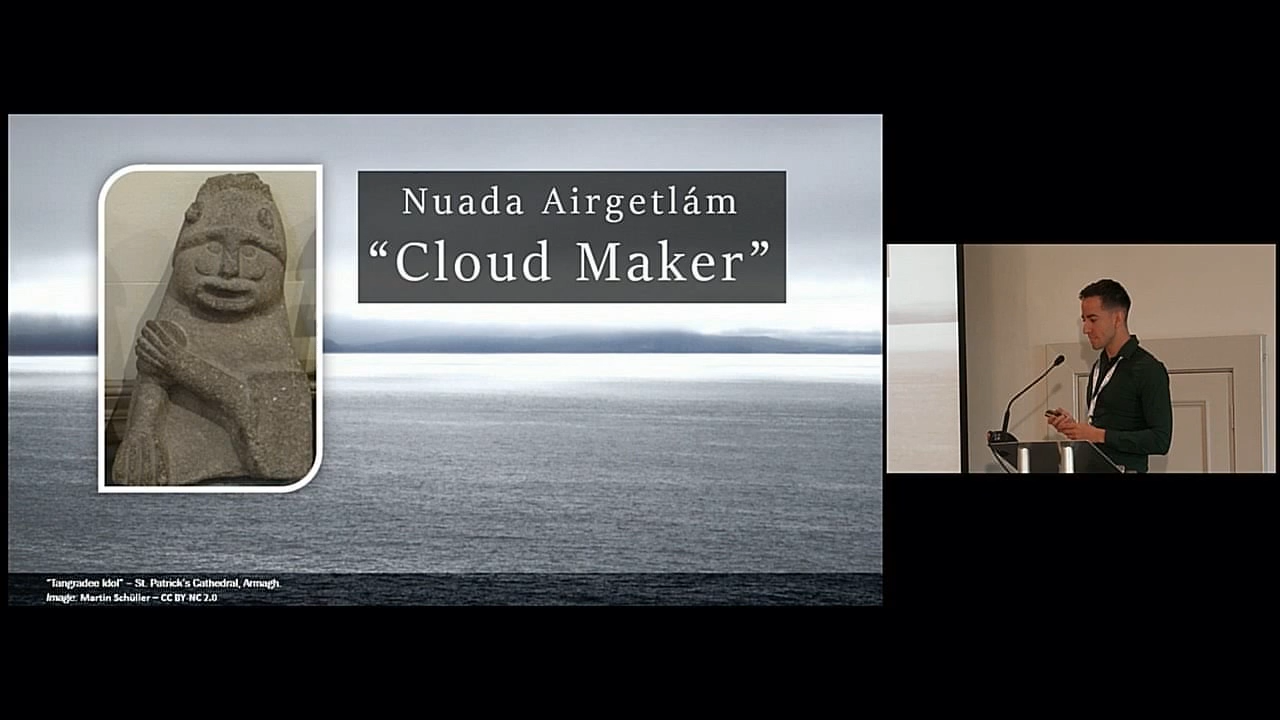 Nuada Airgetlám
“Cloud Maker”
“Tangradee Idol” – St. Patrick’s Cathedral, Armagh.
Image: Martin Schüller – CC BY-NC 2.0